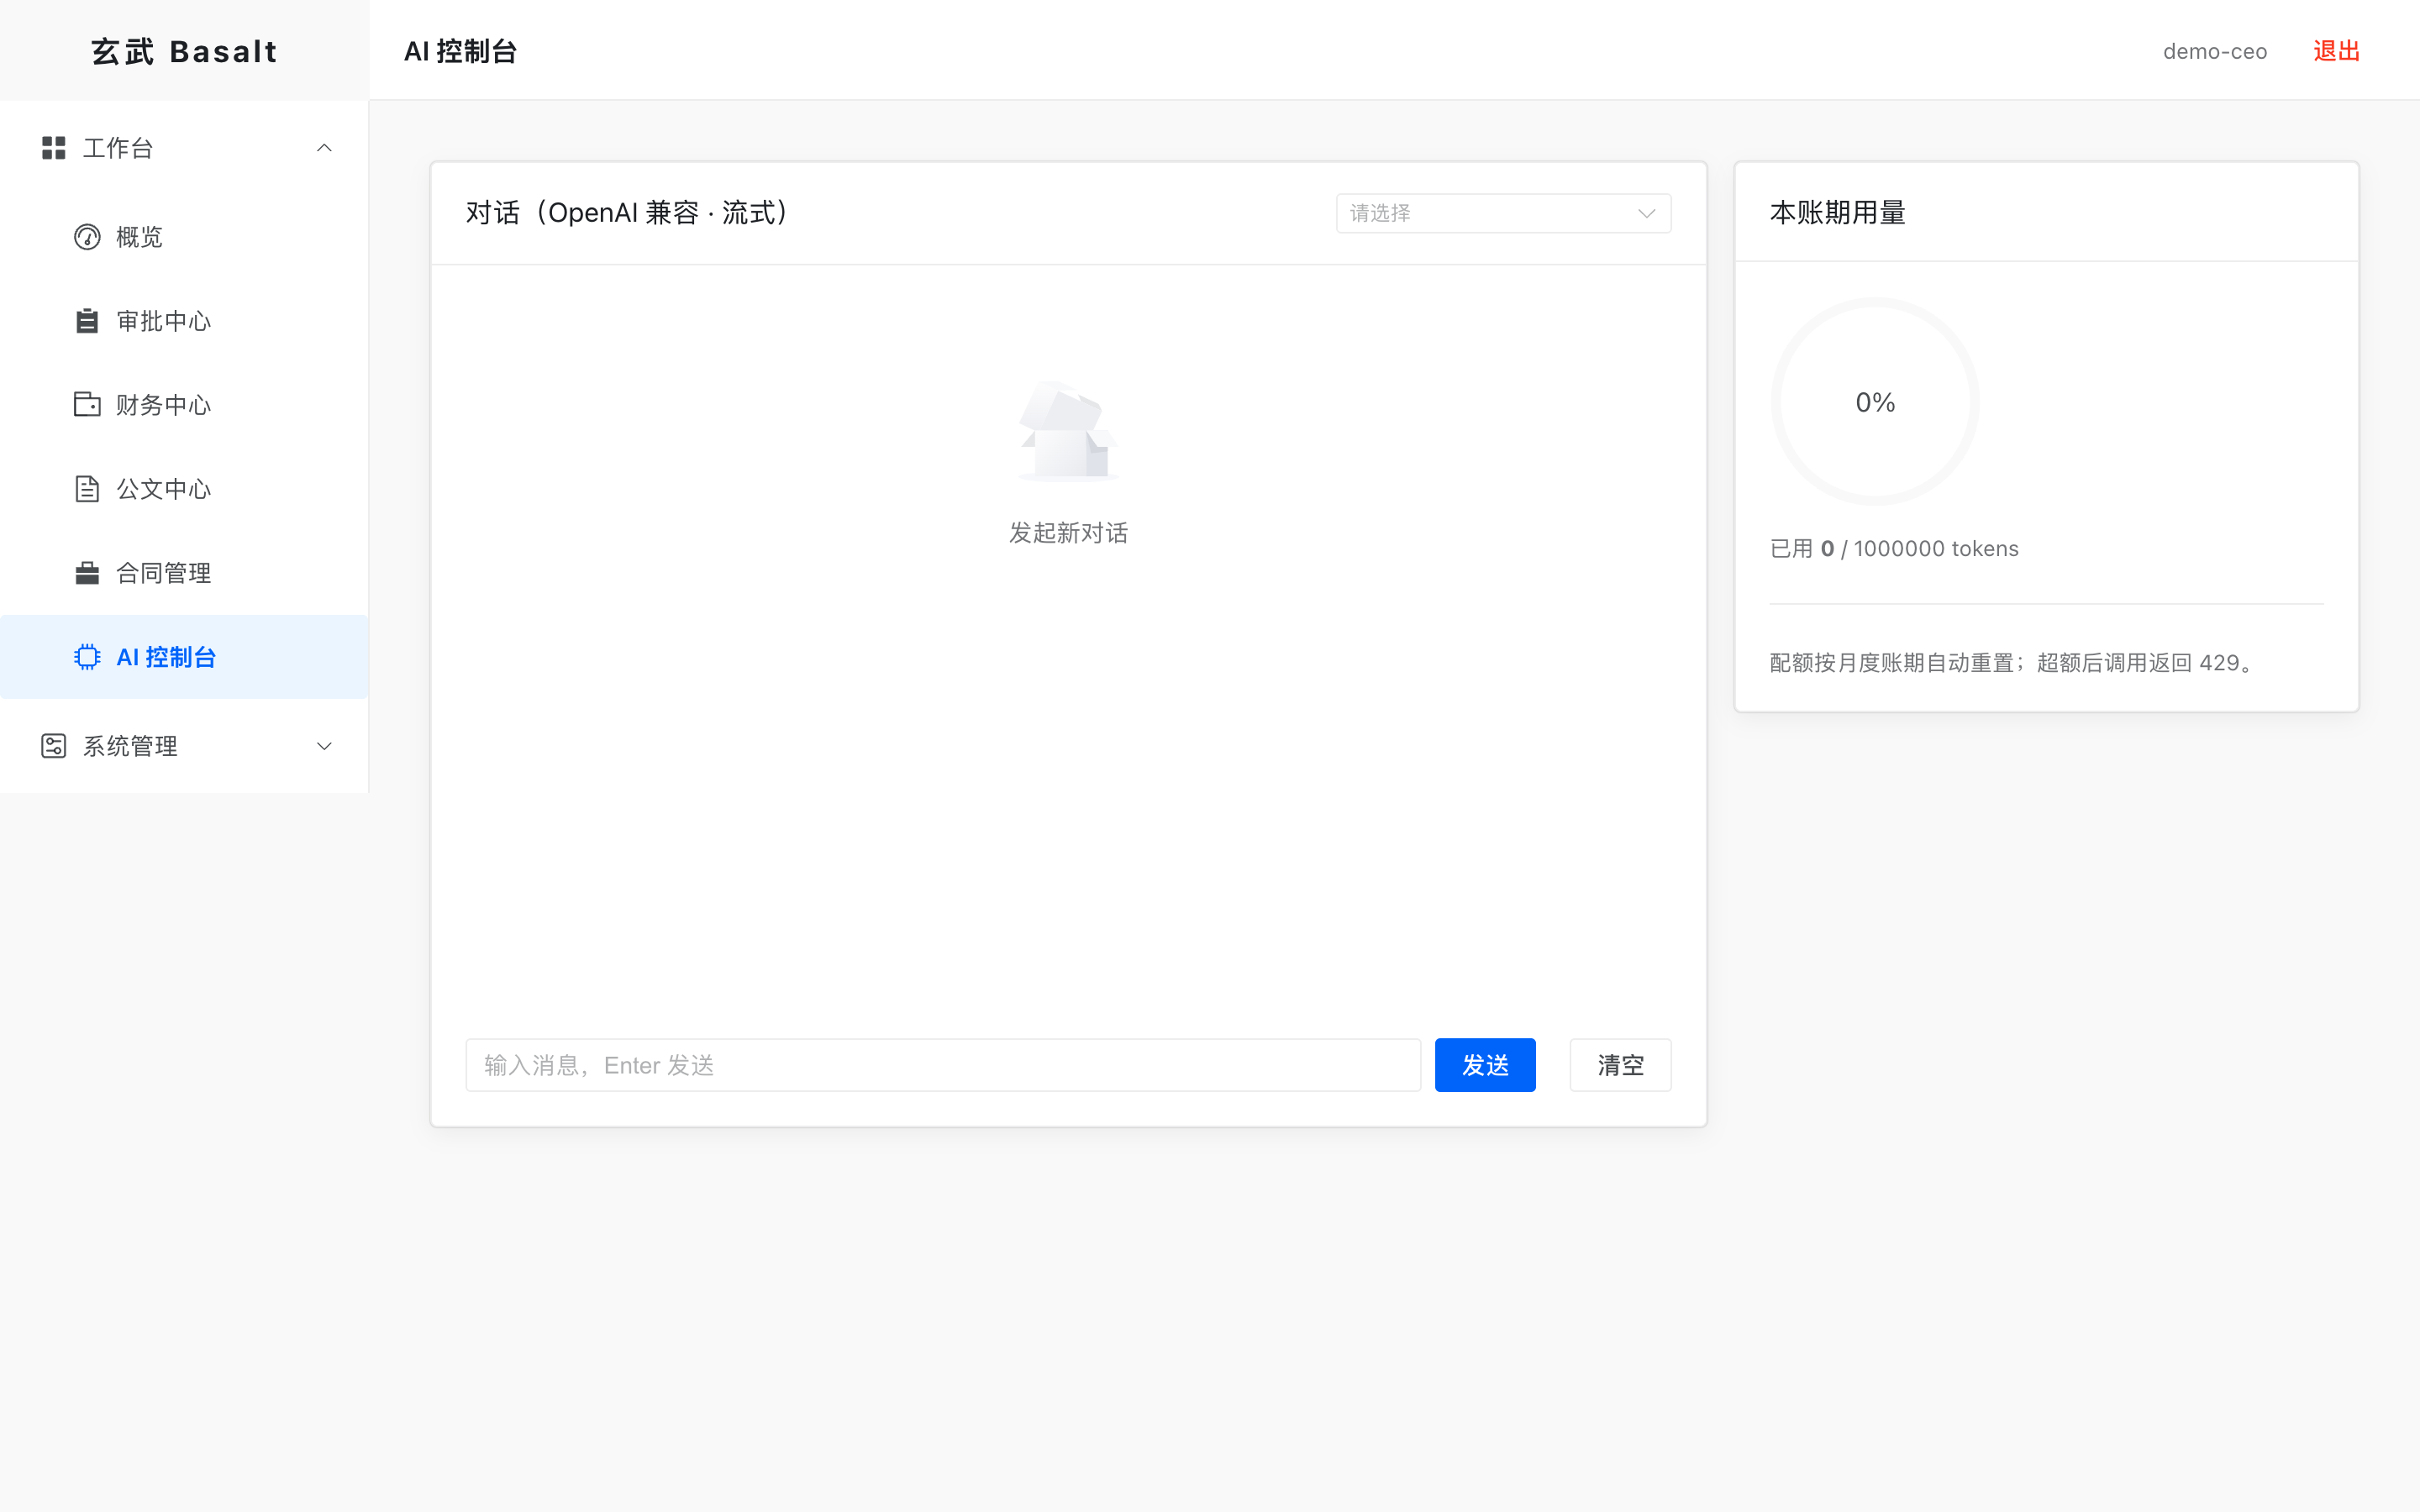 玄武 Basalt
AI 控制台
demo-ceo
退出
工作台
概览
审批中心
财务中心
公文中心
合同管理
AI 控制台
系统管理
对话（OpenAI 兼容 · 流式）
请选择
发起新对话
输入消息，Enter 发送
发送
清空
本账期用量
0%
已用 0 / 1000000 tokens
配额按月度账期自动重置；超额后调用返回 429。